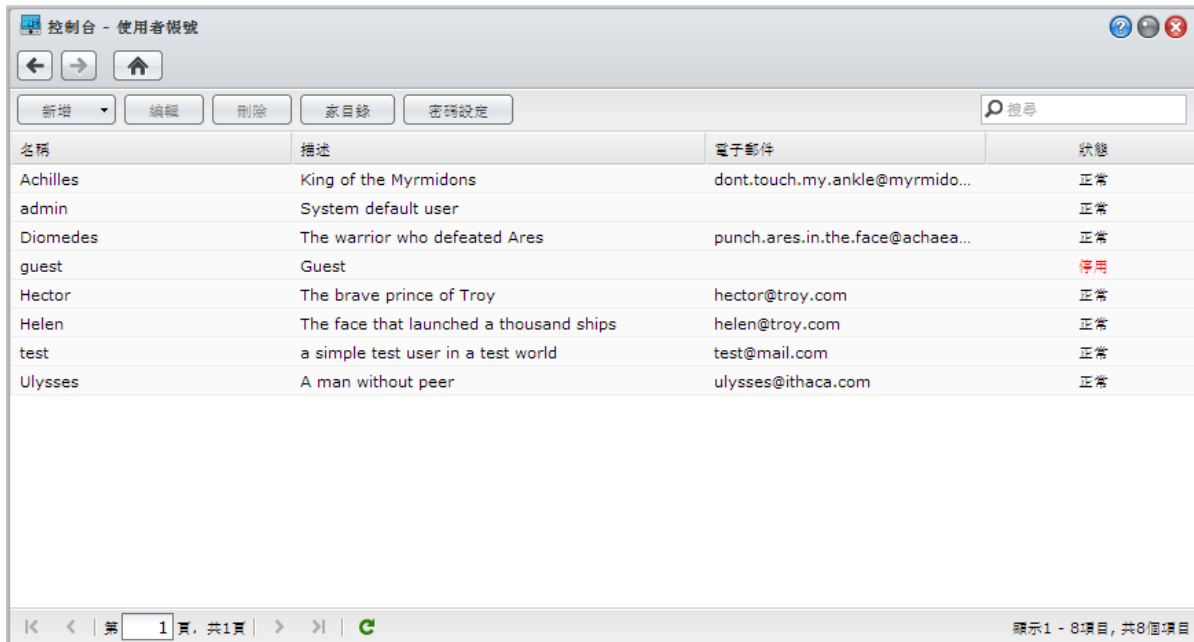 控制台 - 使用者帳號
新增 編輯 刪除 家目錄 密碼設定 搜尋
名稱 描述 電子郵件 狀態
Achilles King of the Myrmidons dont.touch.my.ankle@myrmido... 正常
admin System default user 正常
Diomedes The warrior who defeated Ares punch.ares.in.the.face@achaea... 正常
guest Guest 停用
Hector The brave prince of Troy hector@troy.com 正常
Helen The face that launched a thousand ships helen@troy.com 正常
test a simple test user in a test world test@mail.com 正常
Ulysses A man without peer ulysses@ithaca.com 正常
第 1 頁, 共1頁 顯示1 - 8項目, 共8個項目